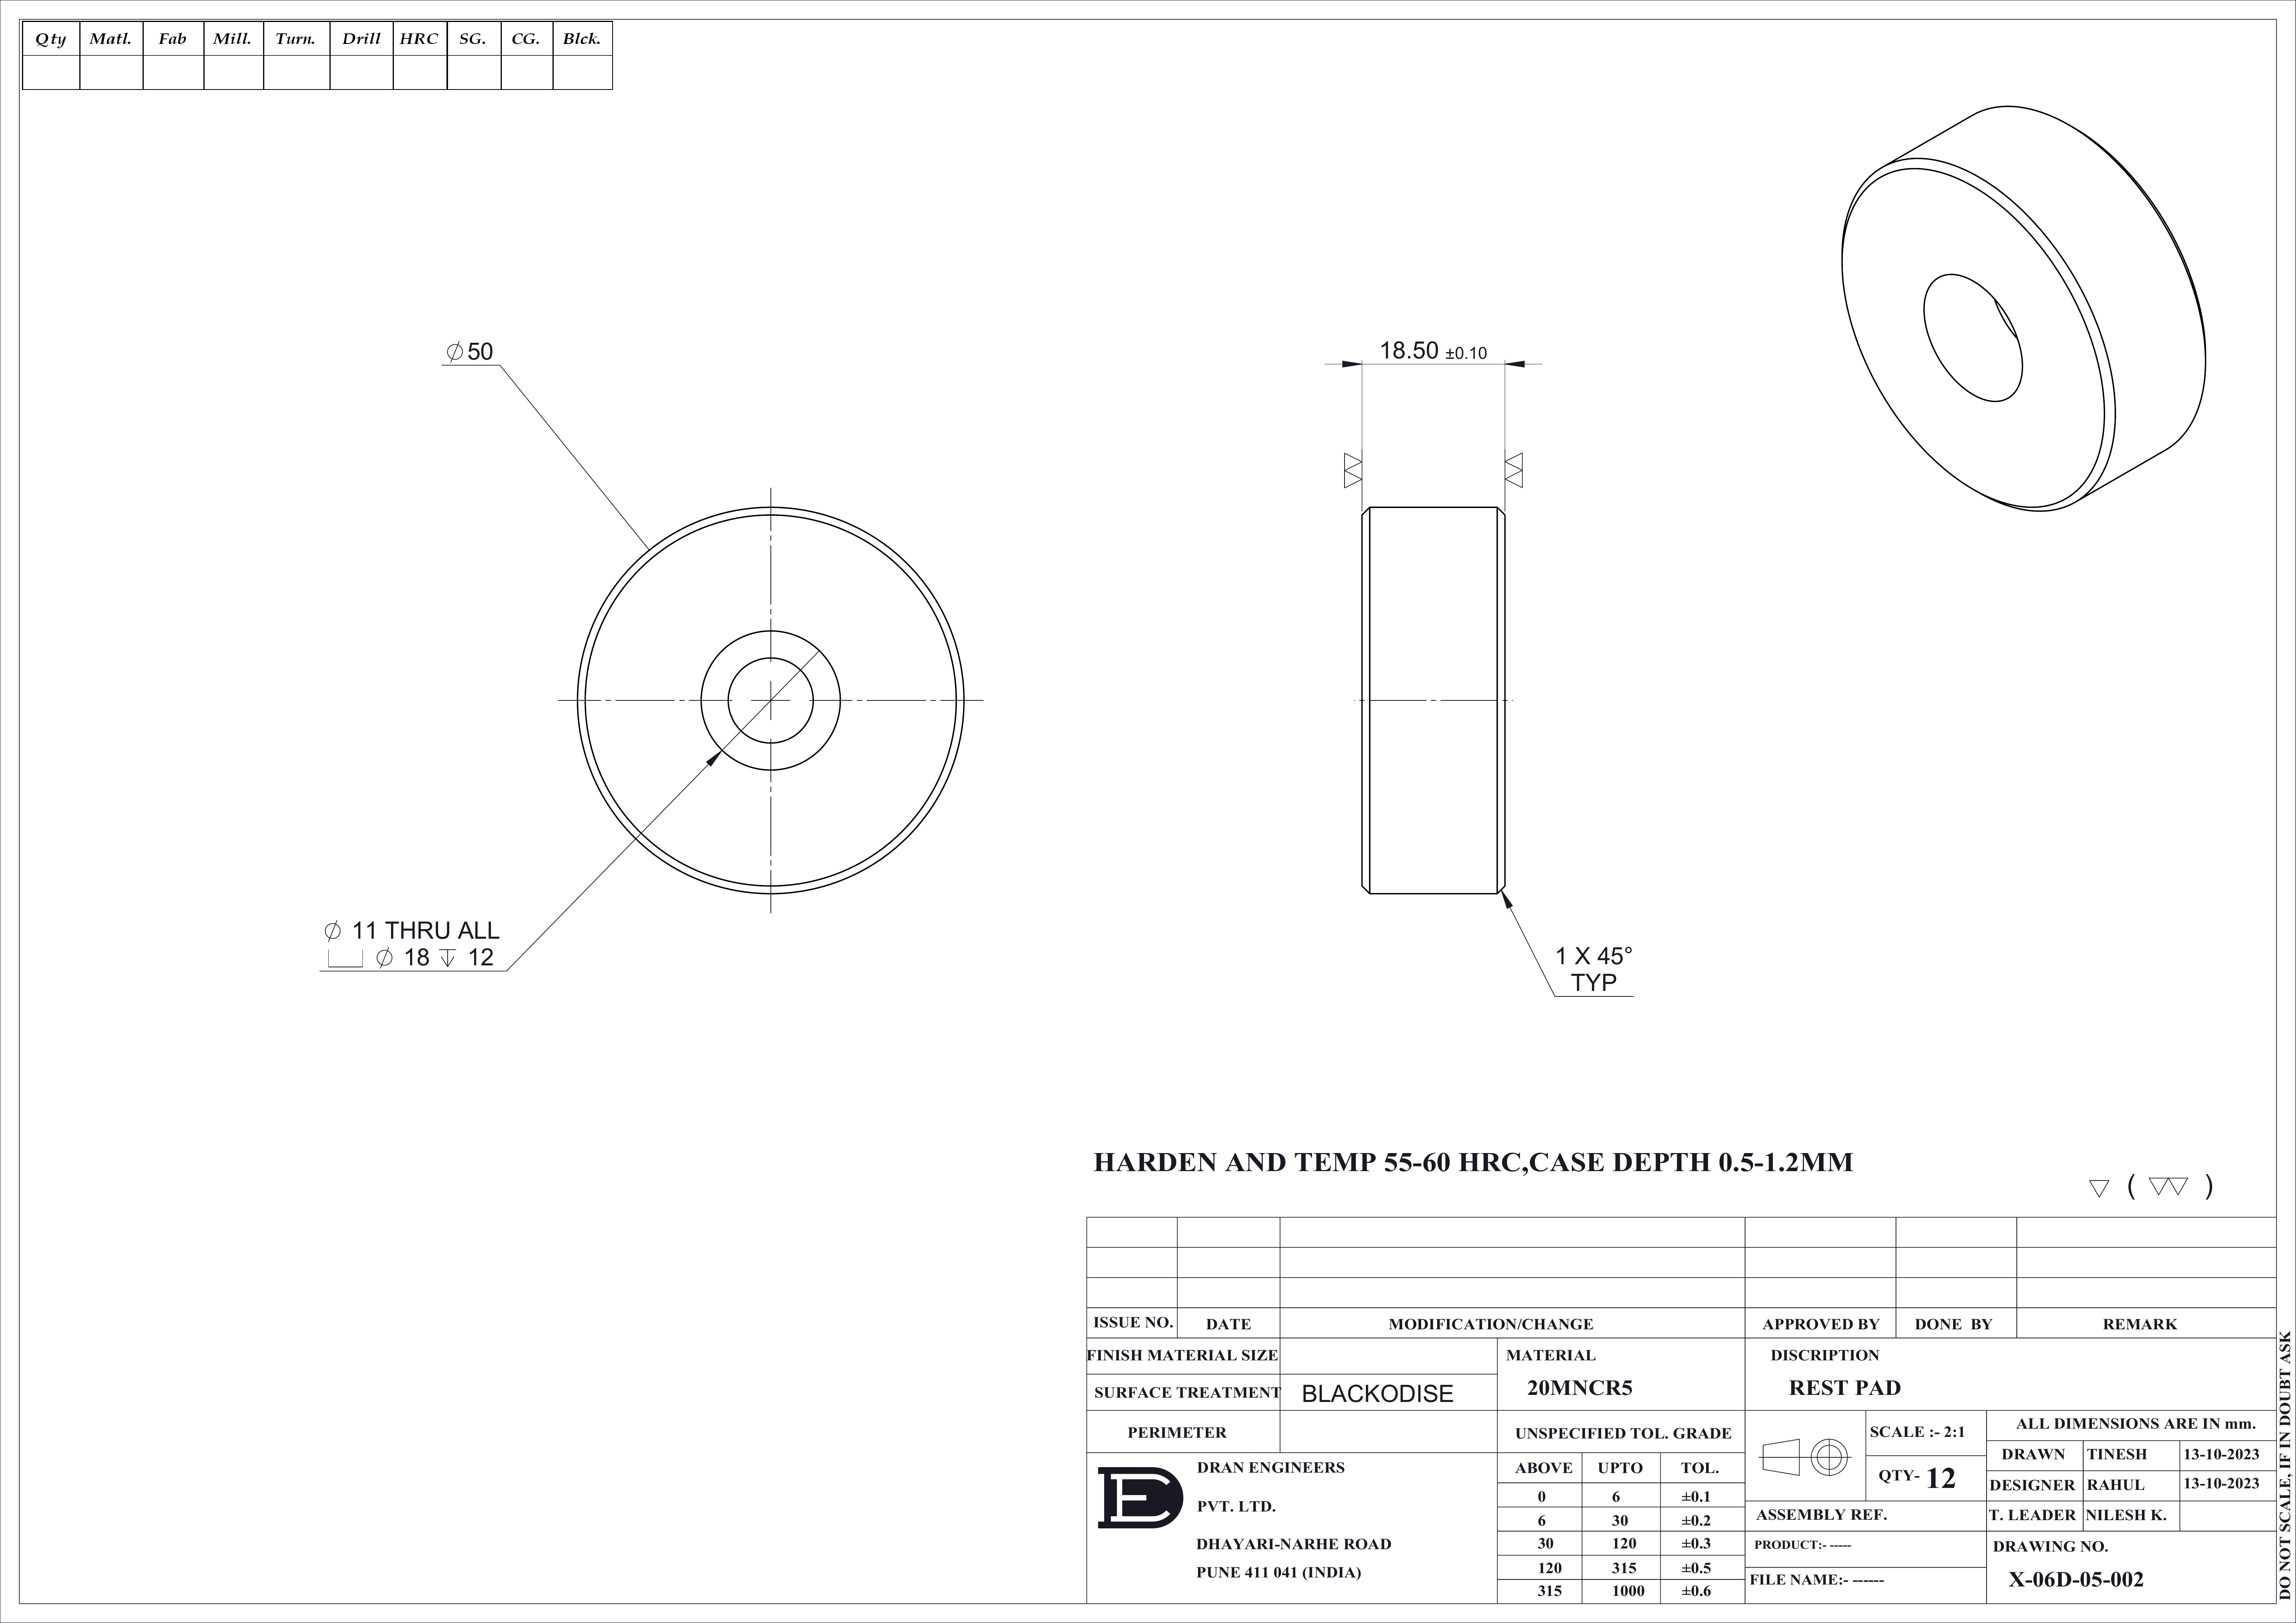 Qty Matl. Fab Mill. Turn. Drill HRC SG. CG. Blck.
⌀50
18.50 ±0.10
⌀ 11 THRU ALL
⌴ ⌀ 18 ↧ 12
1 X 45°
TYP
HARDEN AND TEMP 55-60 HRC,CASE DEPTH 0.5-1.2MM
▽ ( ▽▽ )
ISSUE NO. DATE MODIFICATION/CHANGE APPROVED BY DONE BY REMARK
FINISH MATERIAL SIZE
SURFACE TREATMENT BLACKODISE
PERIMETER
MATERIAL
20MNCR5
DISCRIPTION
REST PAD
UNSPECIFIED TOL. GRADE
ABOVE UPTO TOL.
0 6 ±0.1
6 30 ±0.2
30 120 ±0.3
120 315 ±0.5
315 1000 ±0.6
DRAN ENGINEERS
PVT. LTD.
DHAYARI-NARHE ROAD
PUNE 411 041 (INDIA)
SCALE :- 2:1
QTY- 12
ALL DIMENSIONS ARE IN mm.
DRAWN TINESH 13-10-2023
DESIGNER RAHUL 13-10-2023
T. LEADER NILESH K.
ASSEMBLY REF.
PRODUCT:- -----
FILE NAME:- ------
DRAWING NO.
X-06D-05-002
DO NOT SCALE, IF IN DOUBT ASK